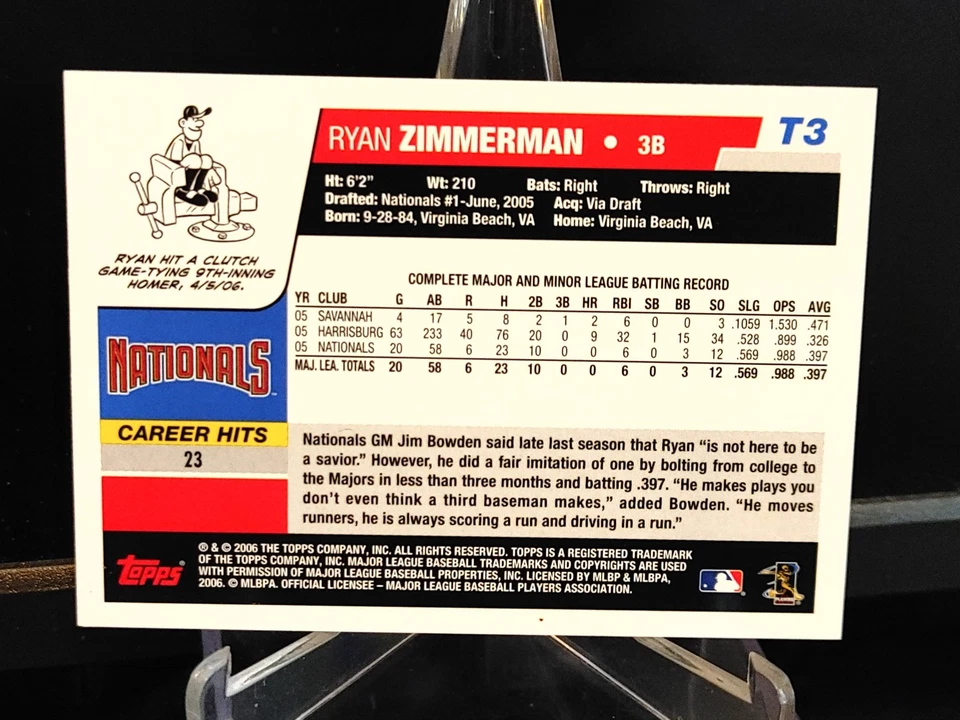 RYAN ZIMMERMAN • 3B
T3
Ht: 6'2" Wt: 210 Bats: Right Throws: Right
Drafted: Nationals #1-June, 2005 Acq: Via Draft
Born: 9-28-84, Virginia Beach, VA Home: Virginia Beach, VA
RYAN HIT A CLUTCH
GAME-TYING 9TH-INNING
HOMER, 4/5/06.
COMPLETE MAJOR AND MINOR LEAGUE BATTING RECORD
YR CLUB G AB R H 2B 3B HR RBI SB BB SO SLG OPS AVG
05 SAVANNAH 4 17 5 8 2 1 2 6 0 0 3 .1059 1.530 .471
05 HARRISBURG 63 233 40 76 20 0 9 32 1 15 34 .528 .899 .326
05 NATIONALS 20 58 6 23 10 0 0 6 0 3 12 .569 .988 .397
MAJ. LEA. TOTALS 20 58 6 23 10 0 0 6 0 3 12 .569 .988 .397
NATIONALS
CAREER HITS
23
Nationals GM Jim Bowden said late last season that Ryan "is not here to be
a savior." However, he did a fair imitation of one by bolting from college to
the Majors in less than three months and batting .397. "He makes plays you
don't even think a third baseman makes," added Bowden. "He moves
runners, he is always scoring a run and driving in a run."
Topps
® & © 2006 THE TOPPS COMPANY, INC. ALL RIGHTS RESERVED. TOPPS IS A REGISTERED TRADEMARK
OF THE TOPPS COMPANY, INC. MAJOR LEAGUE BASEBALL TRADEMARKS AND COPYRIGHTS ARE USED
WITH PERMISSION OF MAJOR LEAGUE BASEBALL PROPERTIES, INC. LICENSED BY MLBP & MLBPA,
2006. © MLBPA. OFFICIAL LICENSEE – MAJOR LEAGUE BASEBALL PLAYERS ASSOCIATION.